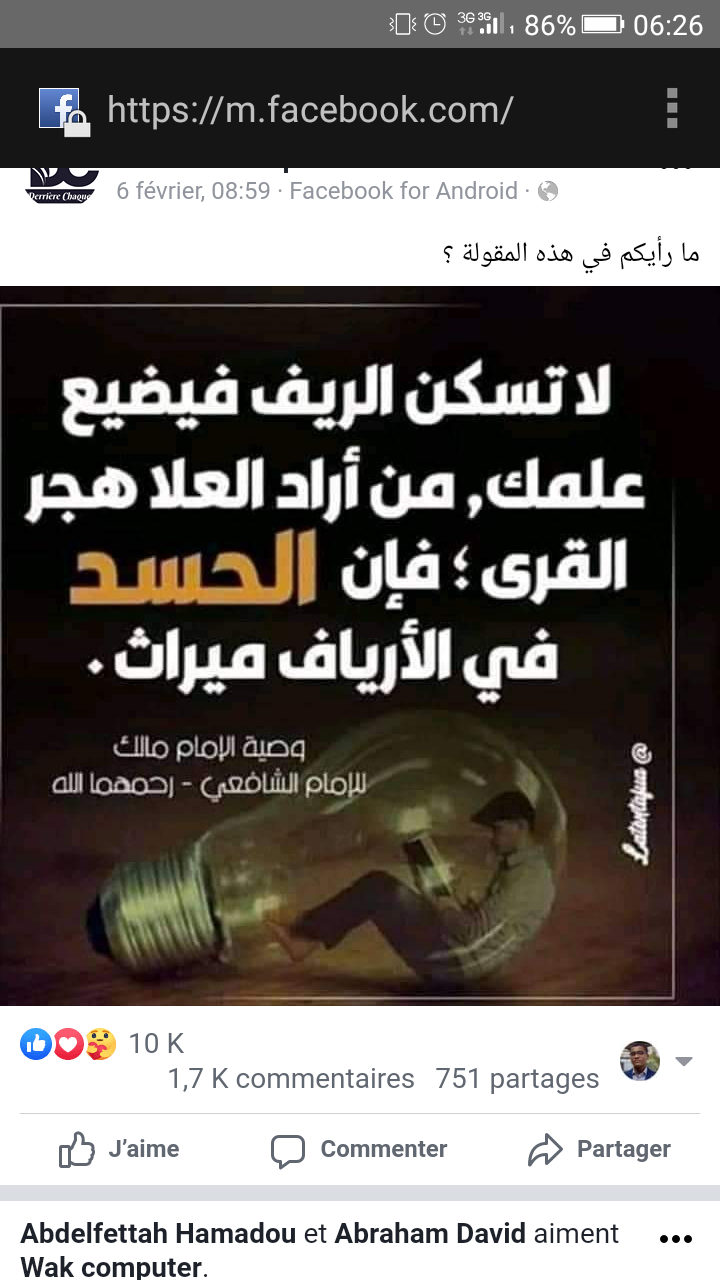 3G 3G 86% 06:26
https://m.facebook.com/
Derrière Chaque
6 février, 08:59 · Facebook for Android ·
ما رأيكم في هذه المقولة ؟
لا تسكن الريف فيضيع
علمك, من أراد العلا هجر
القرى ؛ فإن الحسد
في الأرياف ميراث .
وصية الإمام مالك
للإمام الشافعي - رحمهما الله
10 K
1,7 K commentaires 751 partages
J'aime Commenter Partager
Abdelfettah Hamadou et Abraham David aiment
Wak computer.